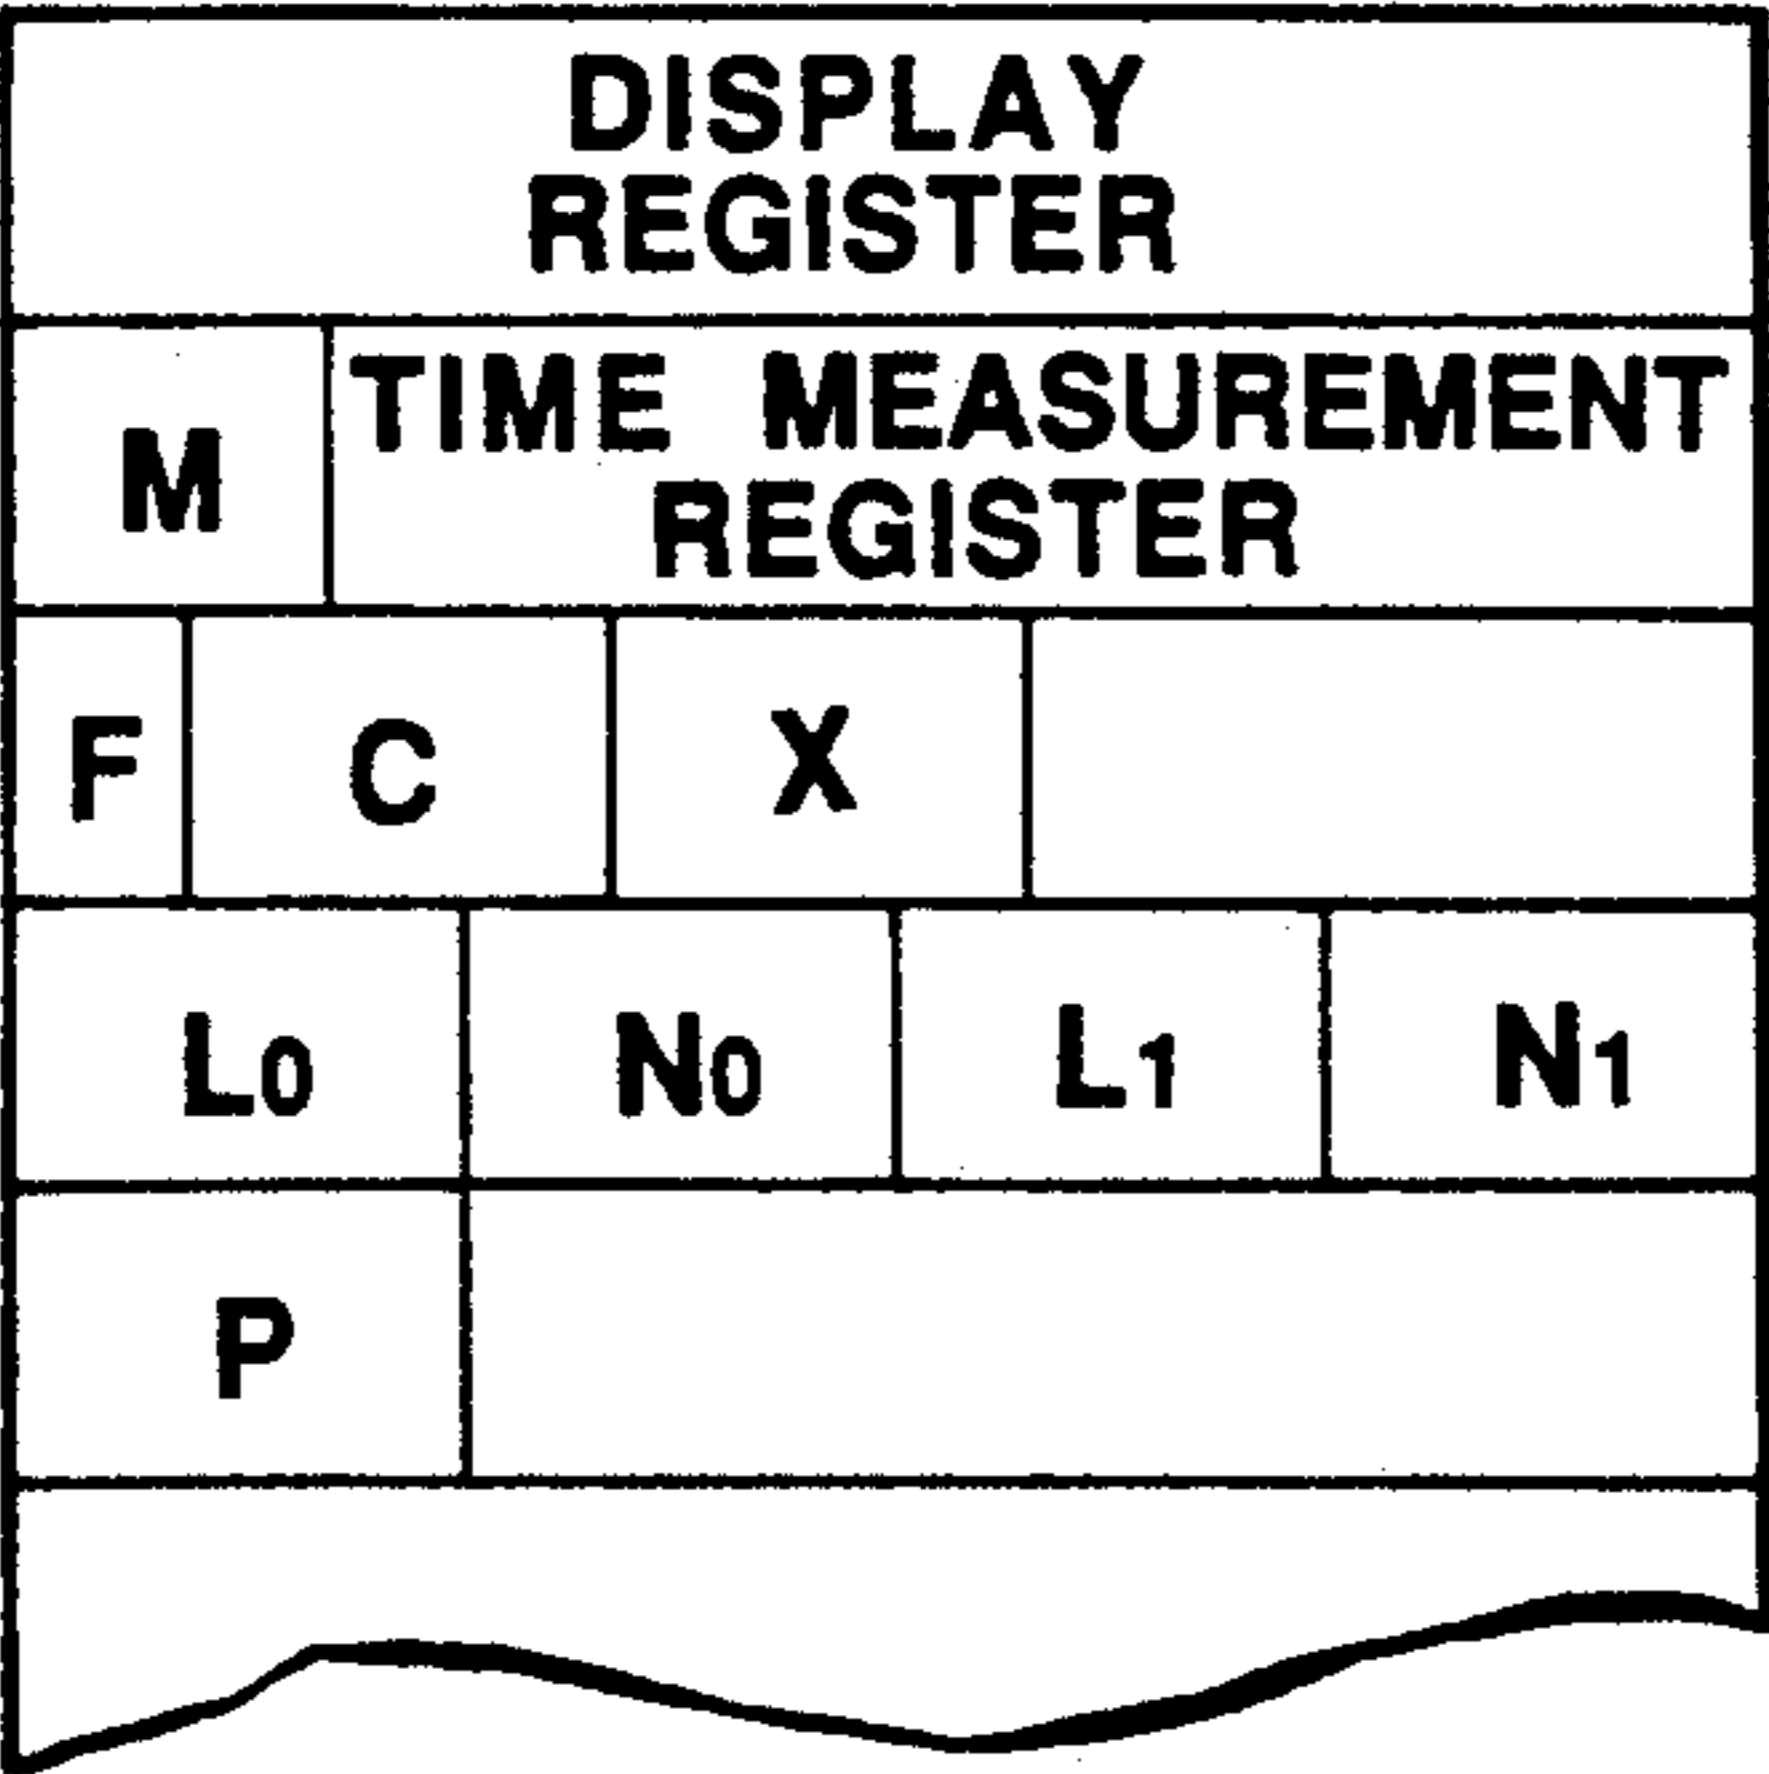 DISPLAY
REGISTER
M
TIME MEASUREMENT
REGISTER
F C X
L0 N0 L1 N1
P